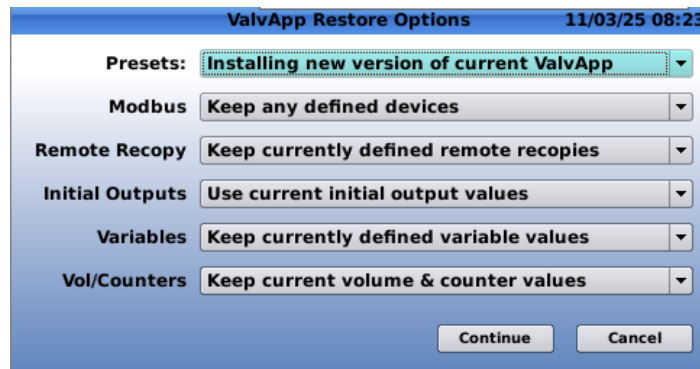 ValvApp Restore Options 11/03/25 08:23
Presets: Installing new version of current ValvApp
Modbus Keep any defined devices
Remote Recopy Keep currently defined remote recopies
Initial Outputs Use current initial output values
Variables Keep currently defined variable values
Vol/Counters Keep current volume & counter values
Continue Cancel